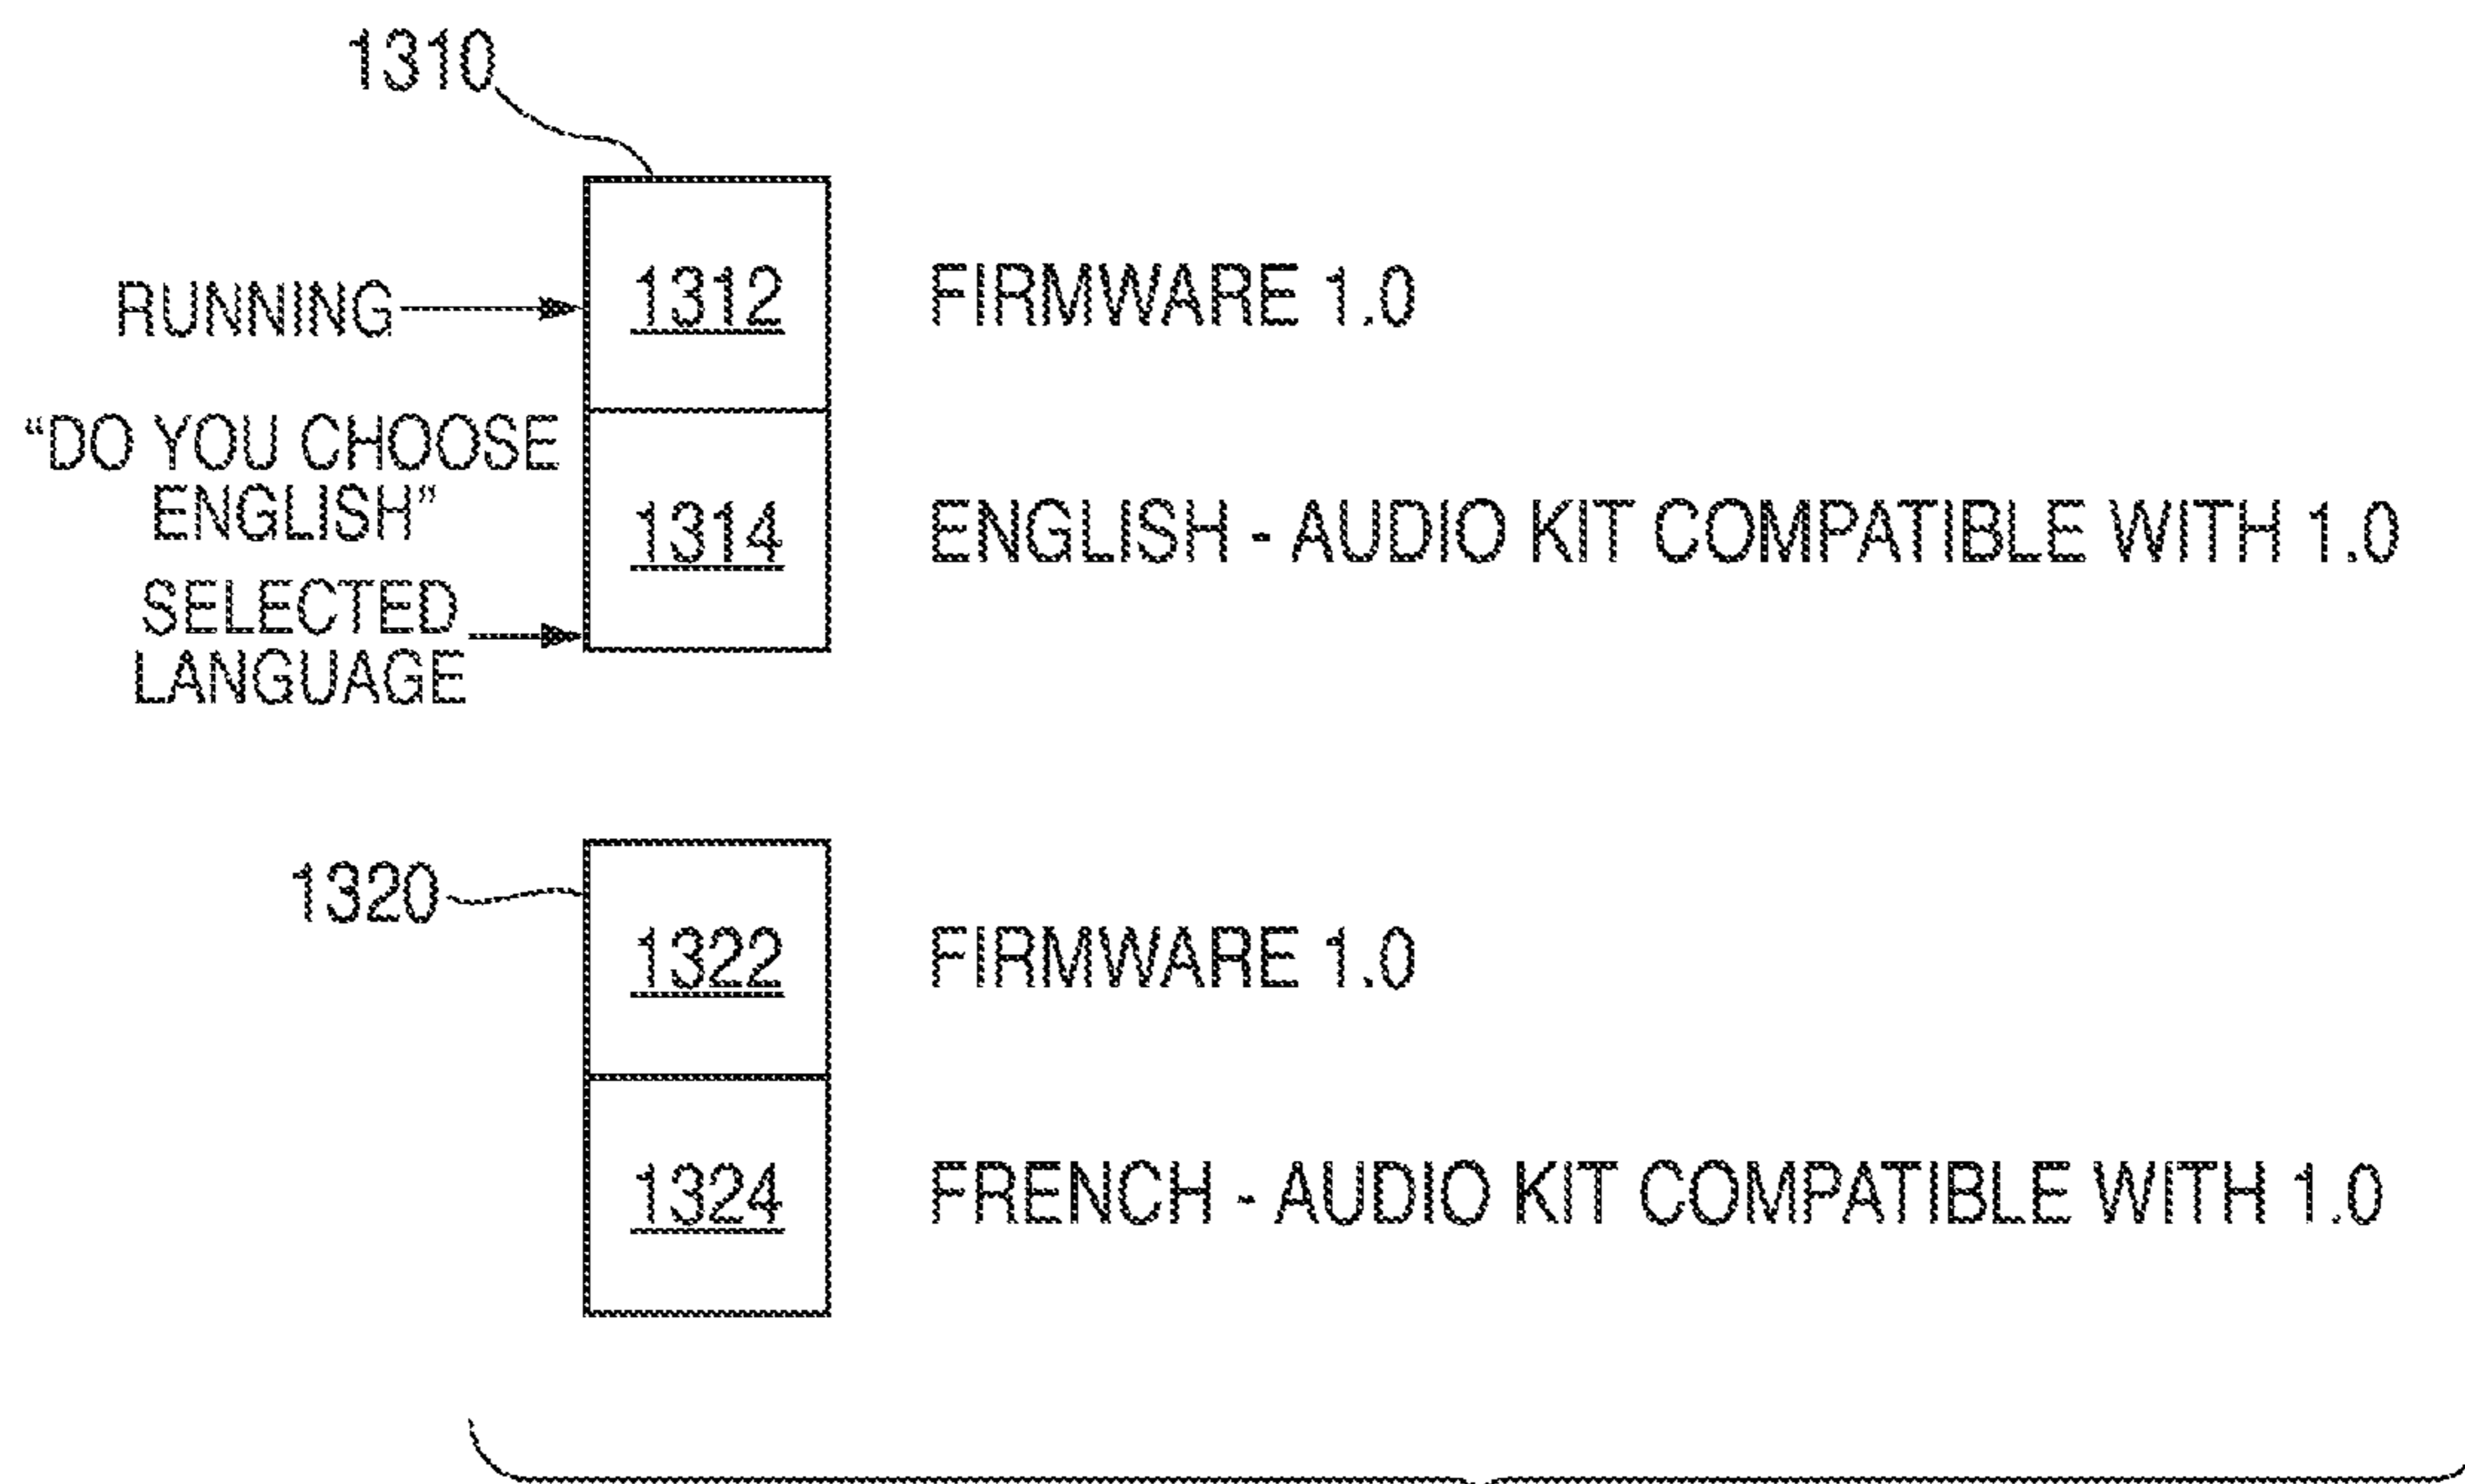 1310
RUNNING
1312
FIRMWARE 1.0
“DO YOU CHOOSE
ENGLISH”
1314
ENGLISH - AUDIO KIT COMPATIBLE WITH 1.0
SELECTED
LANGUAGE
1320
1322
FIRMWARE 1.0
1324
FRENCH - AUDIO KIT COMPATIBLE WITH 1.0